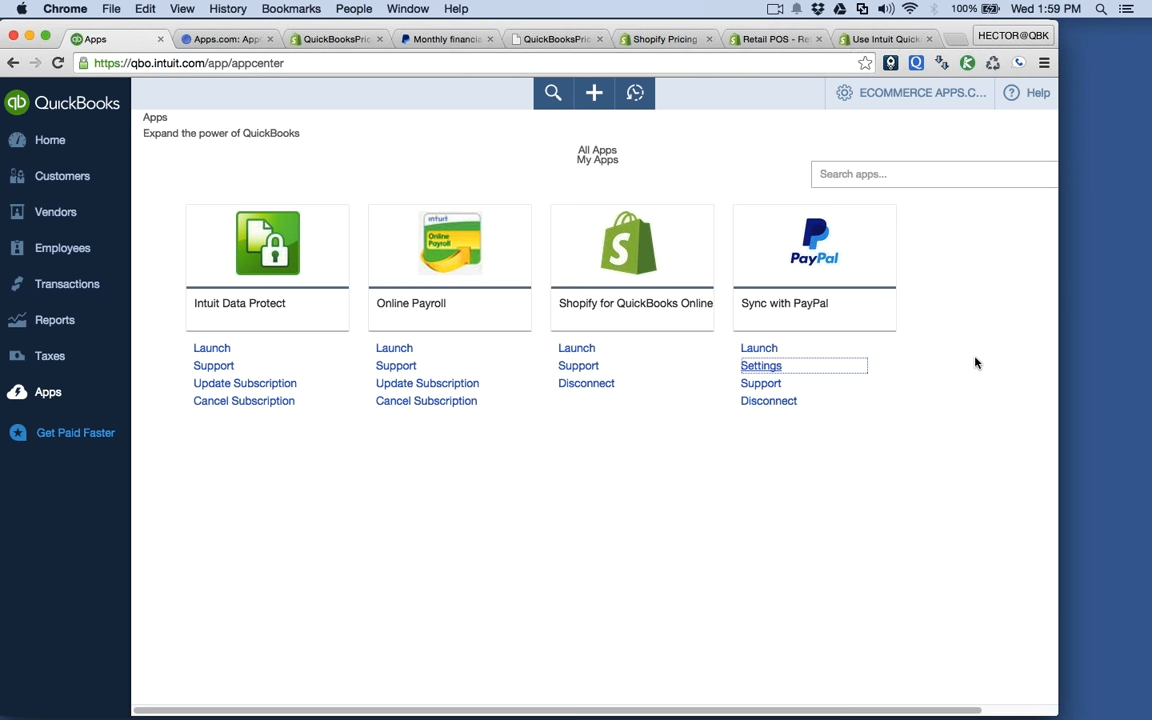 Chrome File Edit View History Bookmarks People Window Help 100% Wed 1:59 PM
Apps Apps.com: App QuickBooksPric Monthly financia QuickBooksPric Shopify Pricing Retail POS - Re Use Intuit Quick HECTOR@QBK
https://qbo.intuit.com/app/appcenter
qb QuickBooks
ECOMMERCE APPS.C... Help
Home
Customers
Vendors
Employees
Transactions
Reports
Taxes
Apps
Get Paid Faster
Apps
Expand the power of QuickBooks
All Apps
My Apps
Search apps...
intuit
Online
Payroll
S
PayPal
Intuit Data Protect
Launch
Support
Update Subscription
Cancel Subscription
Online Payroll
Launch
Support
Update Subscription
Cancel Subscription
Shopify for QuickBooks Online
Launch
Support
Disconnect
Sync with PayPal
Launch
Settings
Support
Disconnect